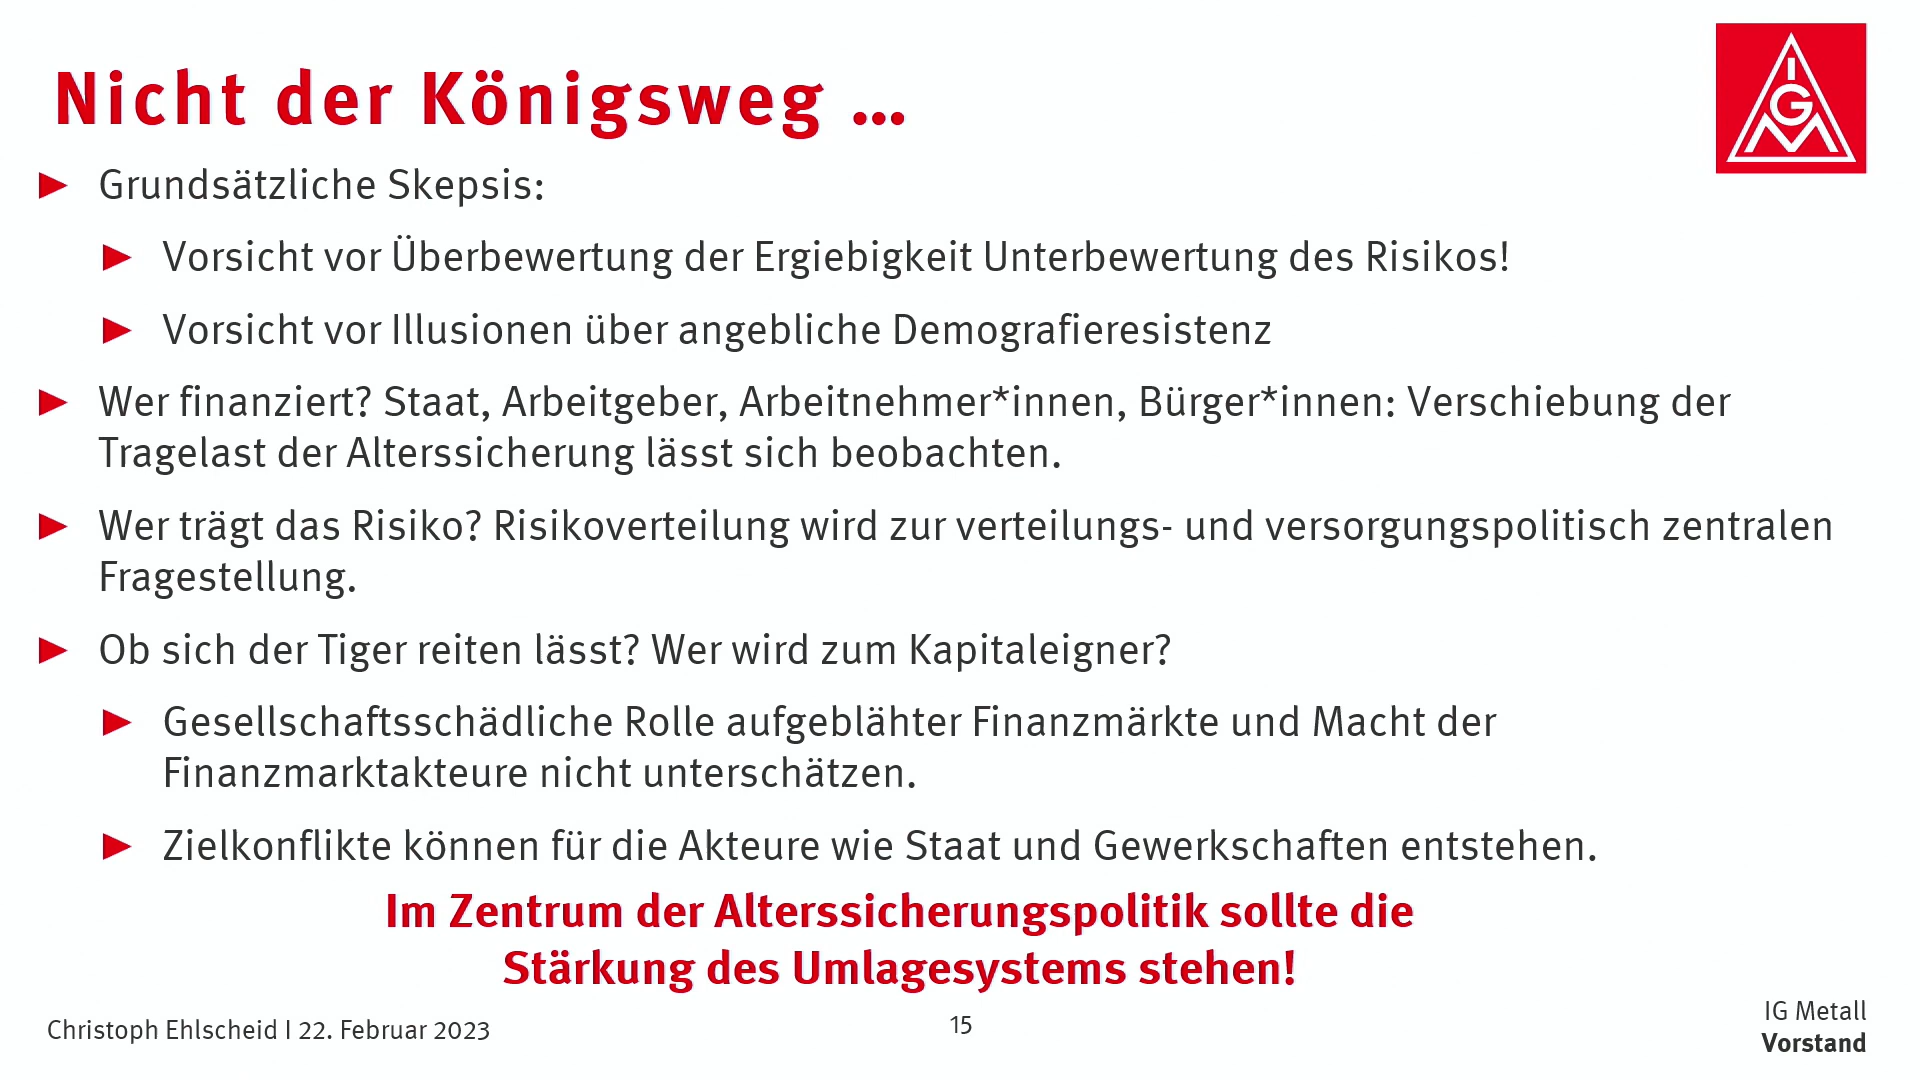 Nicht der Königsweg …
IGM
Grundsätzliche Skepsis:
Vorsicht vor Überbewertung der Ergiebigkeit Unterbewertung des Risikos!
Vorsicht vor Illusionen über angebliche Demografieresistenz
Wer finanziert? Staat, Arbeitgeber, Arbeitnehmer*innen, Bürger*innen: Verschiebung der
Tragelast der Alterssicherung lässt sich beobachten.
Wer trägt das Risiko? Risikoverteilung wird zur verteilungs- und versorgungspolitisch zentralen
Fragestellung.
Ob sich der Tiger reiten lässt? Wer wird zum Kapitaleigner?
Gesellschaftsschädliche Rolle aufgeblähter Finanzmärkte und Macht der
Finanzmarktakteure nicht unterschätzen.
Zielkonflikte können für die Akteure wie Staat und Gewerkschaften entstehen.
Im Zentrum der Alterssicherungspolitik sollte die
Stärkung des Umlagesystems stehen!
Christoph Ehlscheid I 22. Februar 2023
15
IG Metall
Vorstand